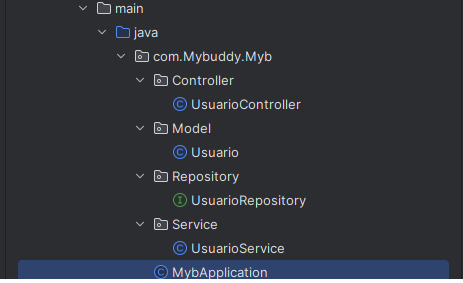 main
java
com.Mybuddy.Myb
Controller
C UsuarioController
Model
C Usuario
Repository
I UsuarioRepository
Service
C UsuarioService
C MybApplication